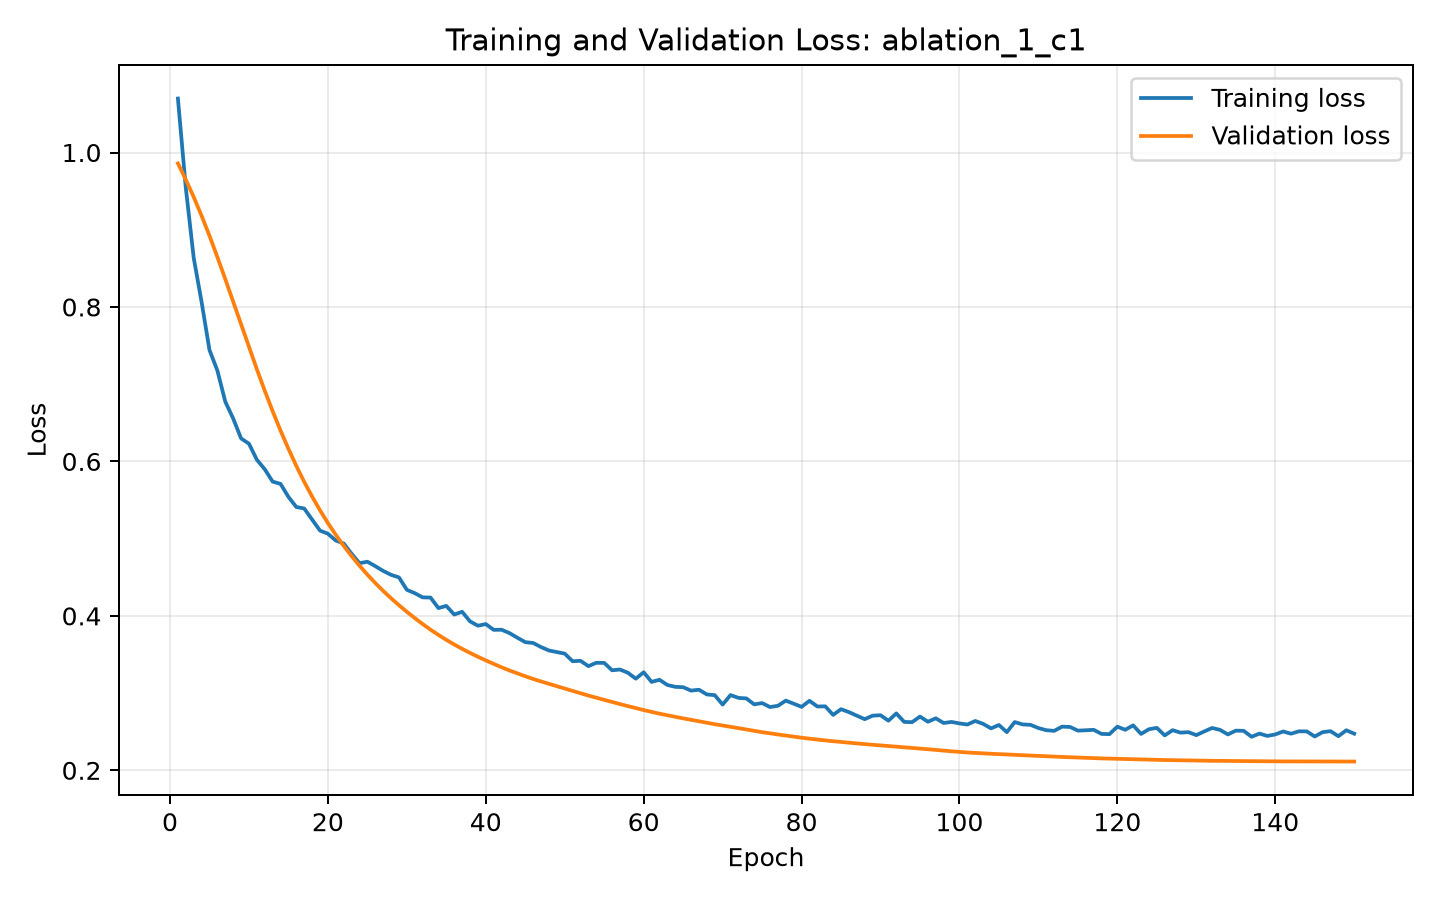 Training and Validation Loss: ablation_1_c1
Training loss
Validation loss
1.0
0.8
0.6
0.4
0.2
Loss
0 20 40 60 80 100 120 140
Epoch